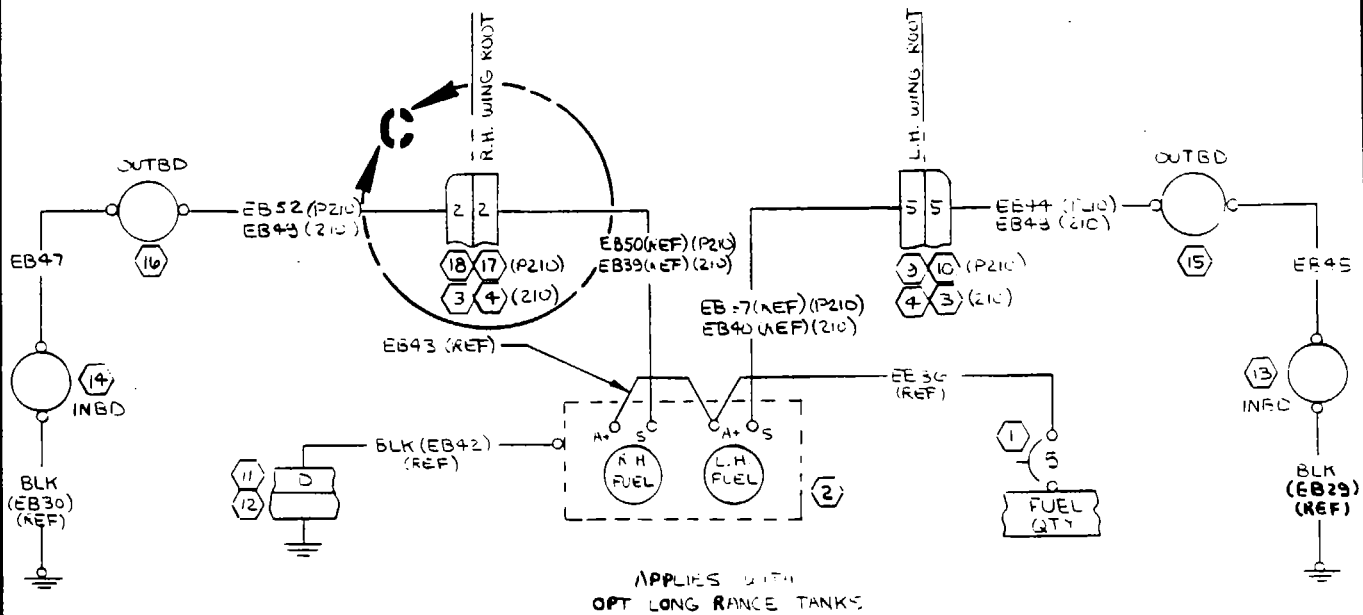 R.H. WING ROOT
L.H. WING ROOT
C
OUTBD
16
EB52 (P210)
EB49 (210)
2 2
18 17 (P210)
3 4 (210)
EB50 (REF) (P210)
EB39 (REF) (210)
5 5
9 10 (P210)
4 3 (210)
(P210)
EB40 (REF) (210)
(210)
OUTBD
15
EB47
EB45
EB43 (REF)
14
INBD
13
INBD
(REF)
BLK (EB42)
(REF)
11
D
12
A+ S A+ S
R.H.
FUEL
L.H.
FUEL
2
1
5
FUEL
QTY
BLK
(EB30)
(REF)
BLK
(EB29)
(REF)
APPLIES WITH
OPT LONG RANGE TANKS